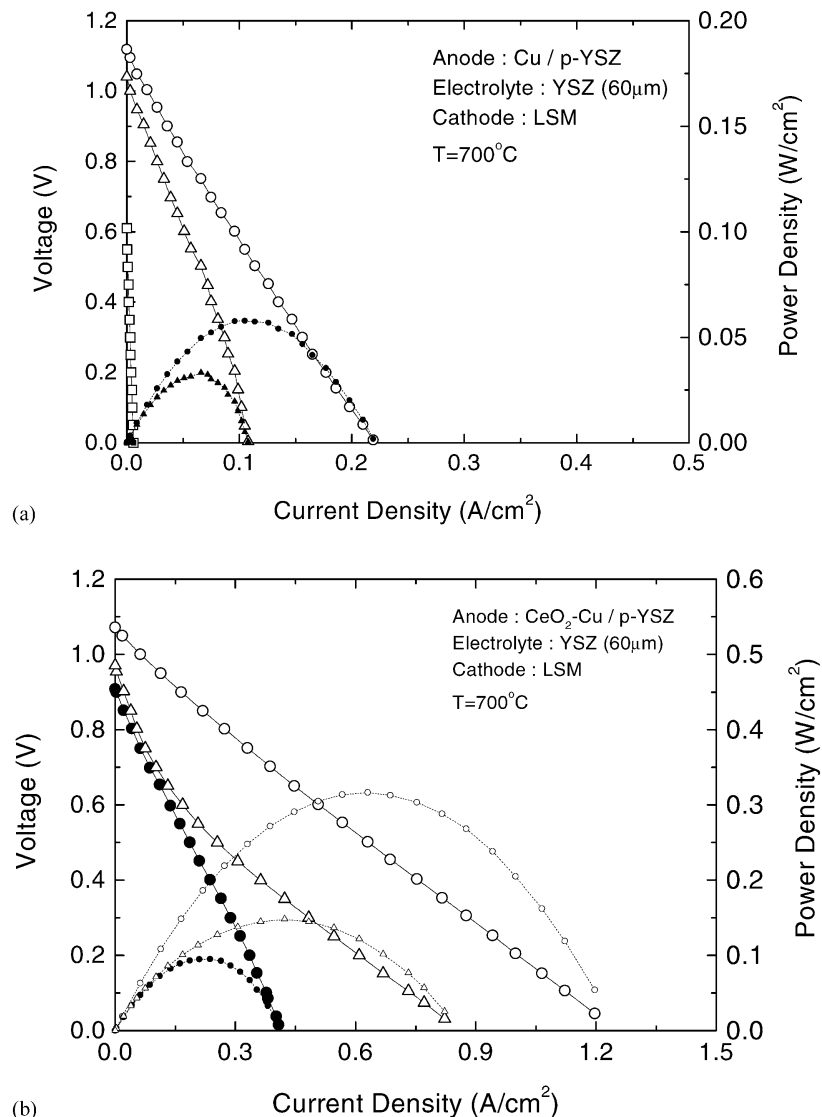 1.2
1.0
0.8
0.6
0.4
0.2
0.0
Voltage (V)
0.20
0.15
0.10
0.05
0.00
Power Density (W/cm²)
Anode : Cu / p-YSZ
Electrolyte : YSZ (60μm)
Cathode : LSM
T=700°C
0.0 0.1 0.2 0.3 0.4 0.5
(a)
Current Density (A/cm²)
1.2
1.0
0.8
0.6
0.4
0.2
0.0
Voltage (V)
0.6
0.5
0.4
0.3
0.2
0.1
0.0
Power Density (W/cm²)
Anode : CeO₂-Cu / p-YSZ
Electrolyte : YSZ (60μm)
Cathode : LSM
T=700°C
0.0 0.3 0.6 0.9 1.2 1.5
(b)
Current Density (A/cm²)